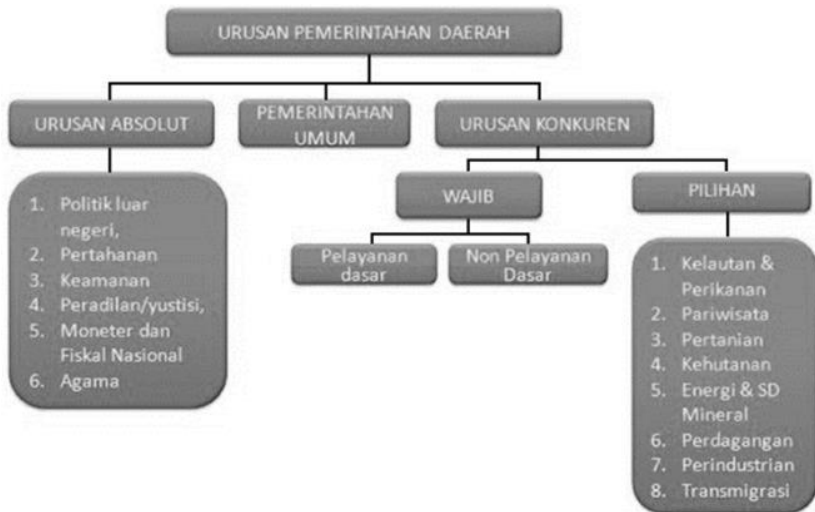 URUSAN PEMERINTAHAN DAERAH
URUSAN ABSOLUT
PEMERINTAHAN
UMUM
URUSAN KONKUREN
1. Politik luar
negeri,
2. Pertahanan
3. Keamanan
4. Peradilan/yustisi,
5. Moneter dan
Fiskal Nasional
6. Agama
WAJIB
PILIHAN
Pelayanan
dasar
Non Pelayanan
Dasar
1. Kelautan &
Perikanan
2. Pariwisata
3. Pertanian
4. Kehutanan
5. Energi & SD
Mineral
6. Perdagangan
7. Perindustrian
8. Transmigrasi